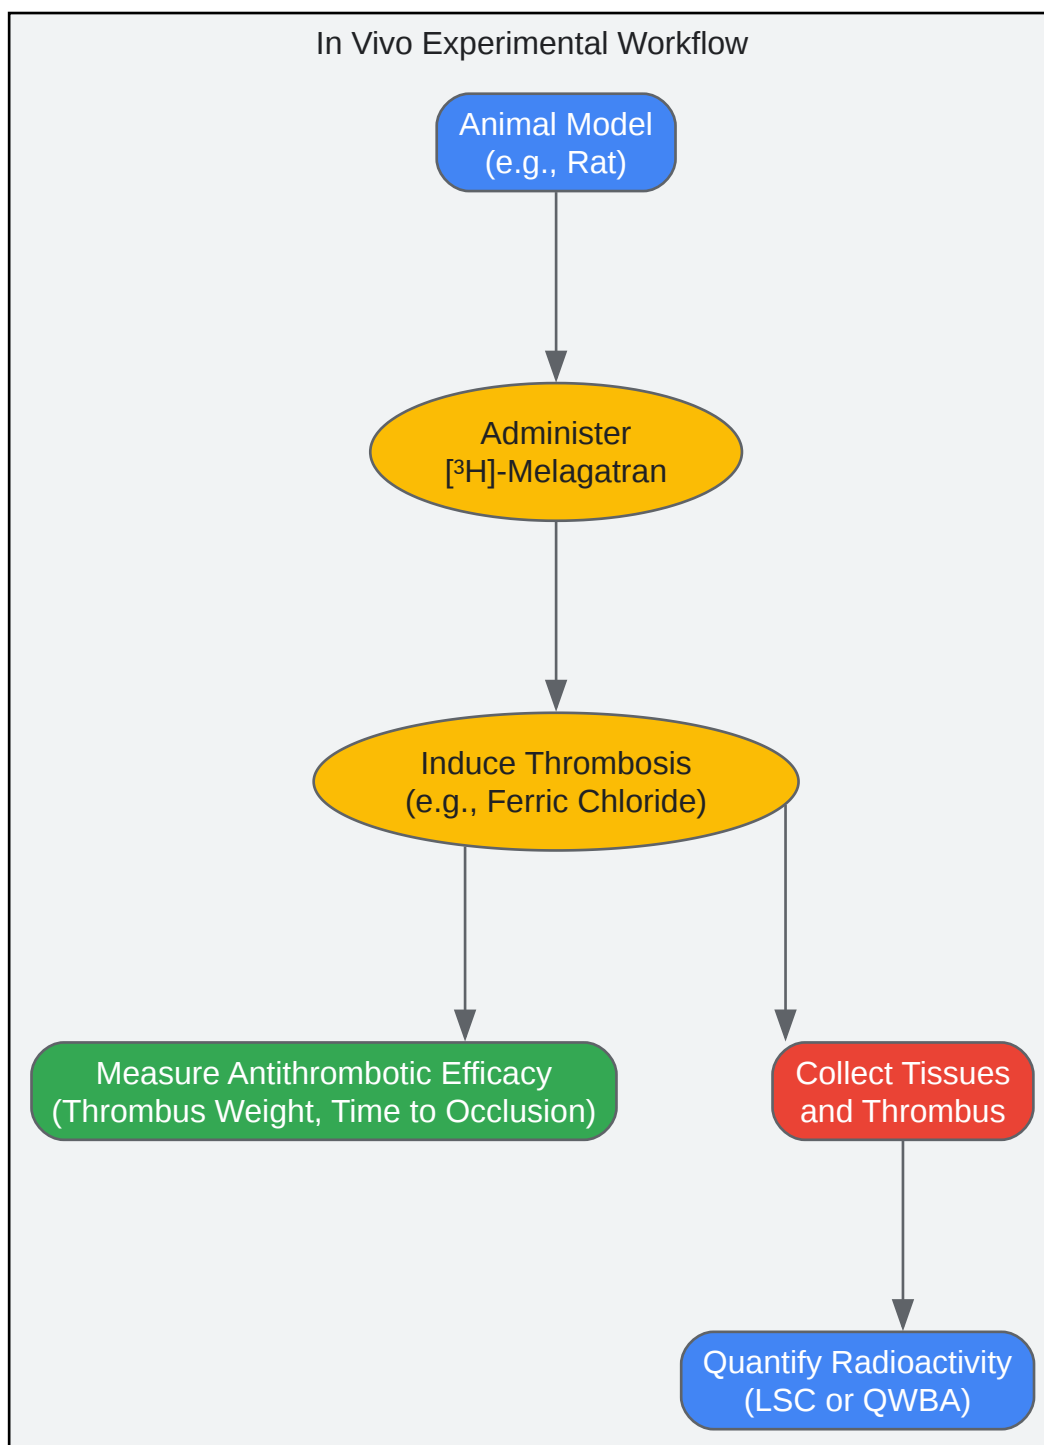 In Vivo Experimental Workflow
Animal Model
(e.g., Rat)
Administer
[³H]-Melagatran
Induce Thrombosis
(e.g., Ferric Chloride)
Measure Antithrombotic Efficacy
(Thrombus Weight, Time to Occlusion)
Collect Tissues
and Thrombus
Quantify Radioactivity
(LSC or QWBA)